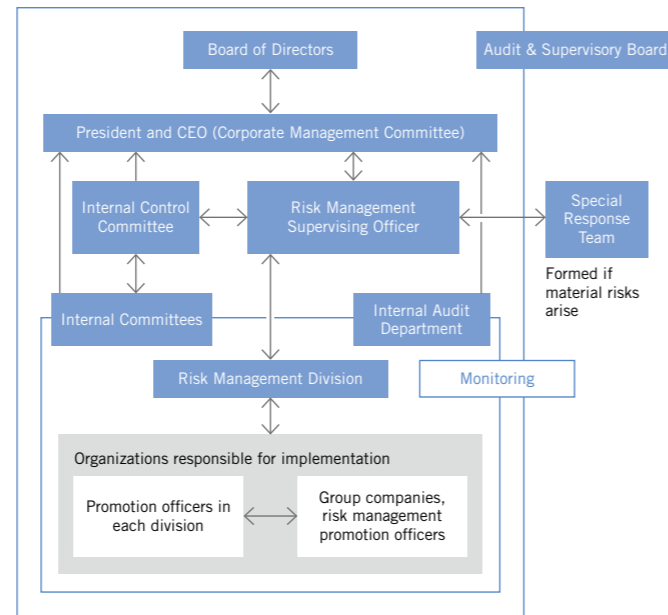 Board of Directors
Audit & Supervisory Board
President and CEO (Corporate Management Committee)
Internal Control
Committee
Risk Management
Supervising Officer
Special
Response
Team
Formed if
material risks
arise
Internal Committees
Internal Audit
Department
Risk Management Division
Monitoring
Organizations responsible for implementation
Promotion officers in
each division
Group companies,
risk management
promotion officers